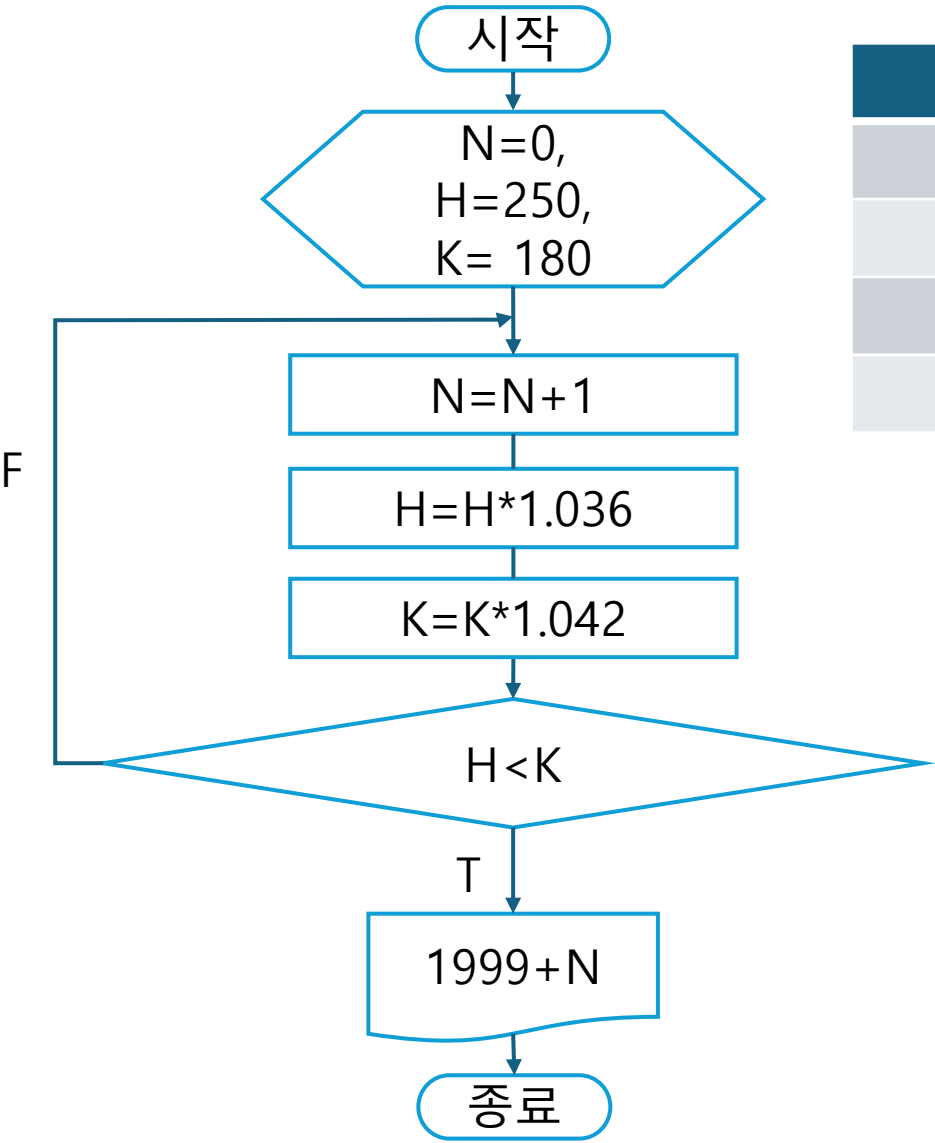 시작
N=0,
H=250,
K= 180
N=N+1
F
H=H*1.036
K=K*1.042
H<K
T
1999+N
종료